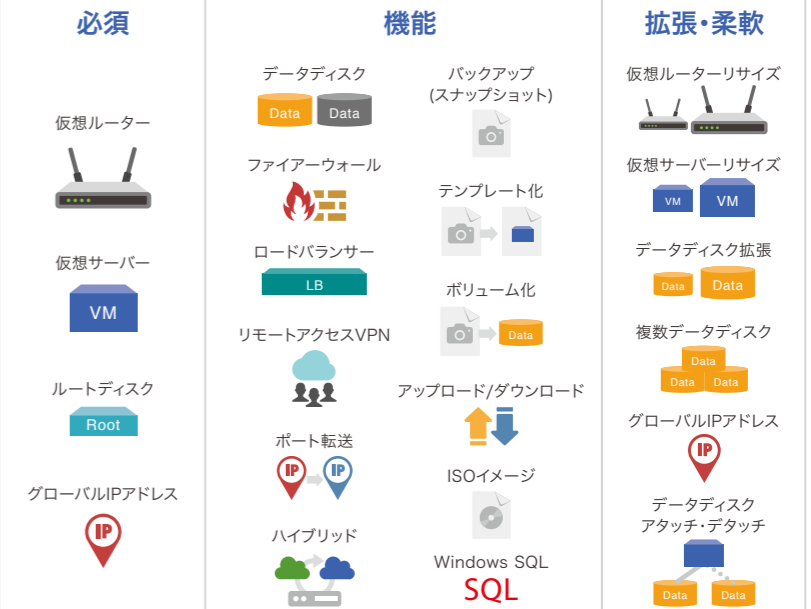 必須
仮想ルーター
仮想サーバー
VM
ルートディスク
Root
グローバルIPアドレス
IP
機能
データディスク
Data Data
ファイアーウォール
ロードバランサー
LB
リモートアクセスVPN
ポート転送
IP IP
ハイブリッド
バックアップ
(スナップショット)
テンプレート化
ボリューム化
Data
アップロード/ダウンロード
ISOイメージ
Windows SQL
SQL
拡張・柔軟
仮想ルーターリサイズ
仮想サーバーリサイズ
VM VM
データディスク拡張
Data Data
複数データディスク
Data
Data Data
グローバルIPアドレス
IP
データディスク
アタッチ・デタッチ
Data Data